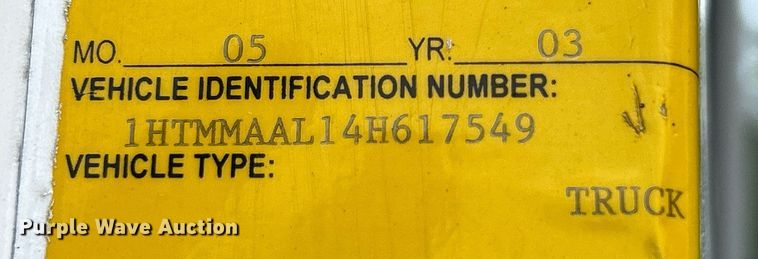 MO. 05 YR: 03
VEHICLE IDENTIFICATION NUMBER:
1HTMMAAL14H617549
VEHICLE TYPE:
TRUCK
Purple Wave Auction